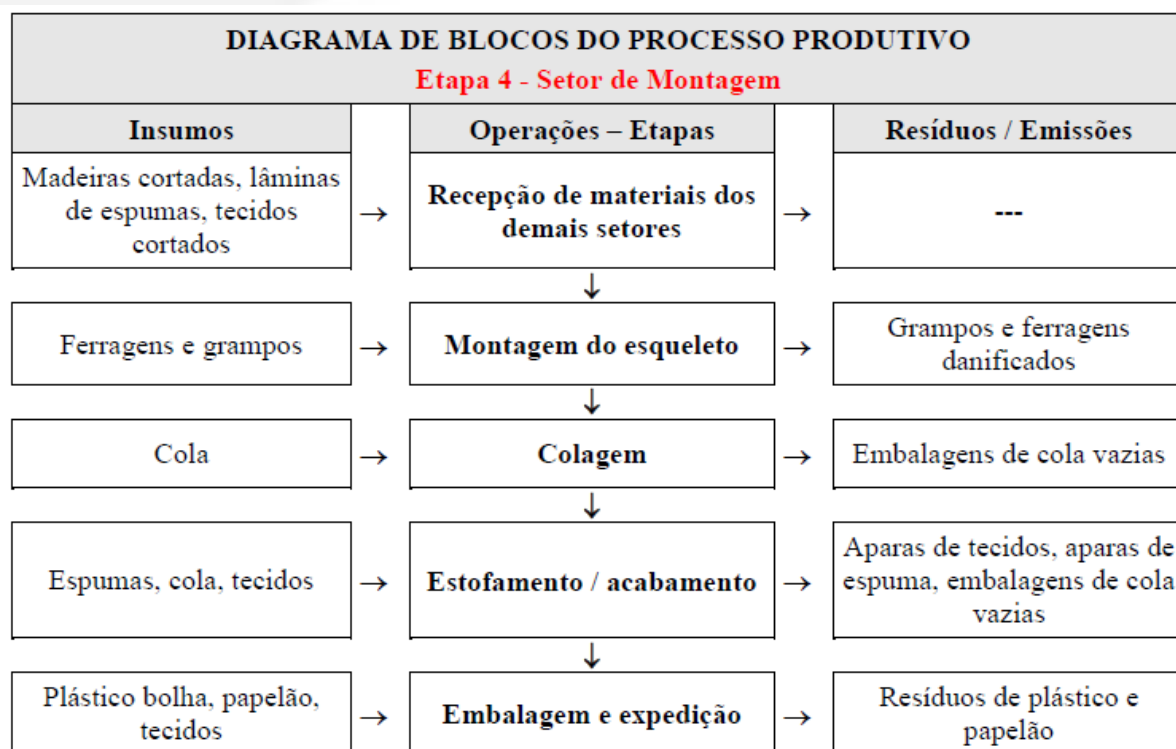 DIAGRAMA DE BLOCOS DO PROCESSO PRODUTIVO
Etapa 4 - Setor de Montagem
Insumos
Operações – Etapas
Resíduos / Emissões
Madeiras cortadas, lâminas
de espumas, tecidos
cortados
→
Recepção de materiais dos
demais setores
→
---
↓
Ferragens e grampos
→
Montagem do esqueleto
→
Grampos e ferragens
danificados
↓
Cola
→
Colagem
→
Embalagens de cola vazias
↓
Espumas, cola, tecidos
→
Estofamento / acabamento
→
Aparas de tecidos, aparas de
espuma, embalagens de cola
vazias
↓
Plástico bolha, papelão,
tecidos
→
Embalagem e expedição
→
Resíduos de plástico e
papelão